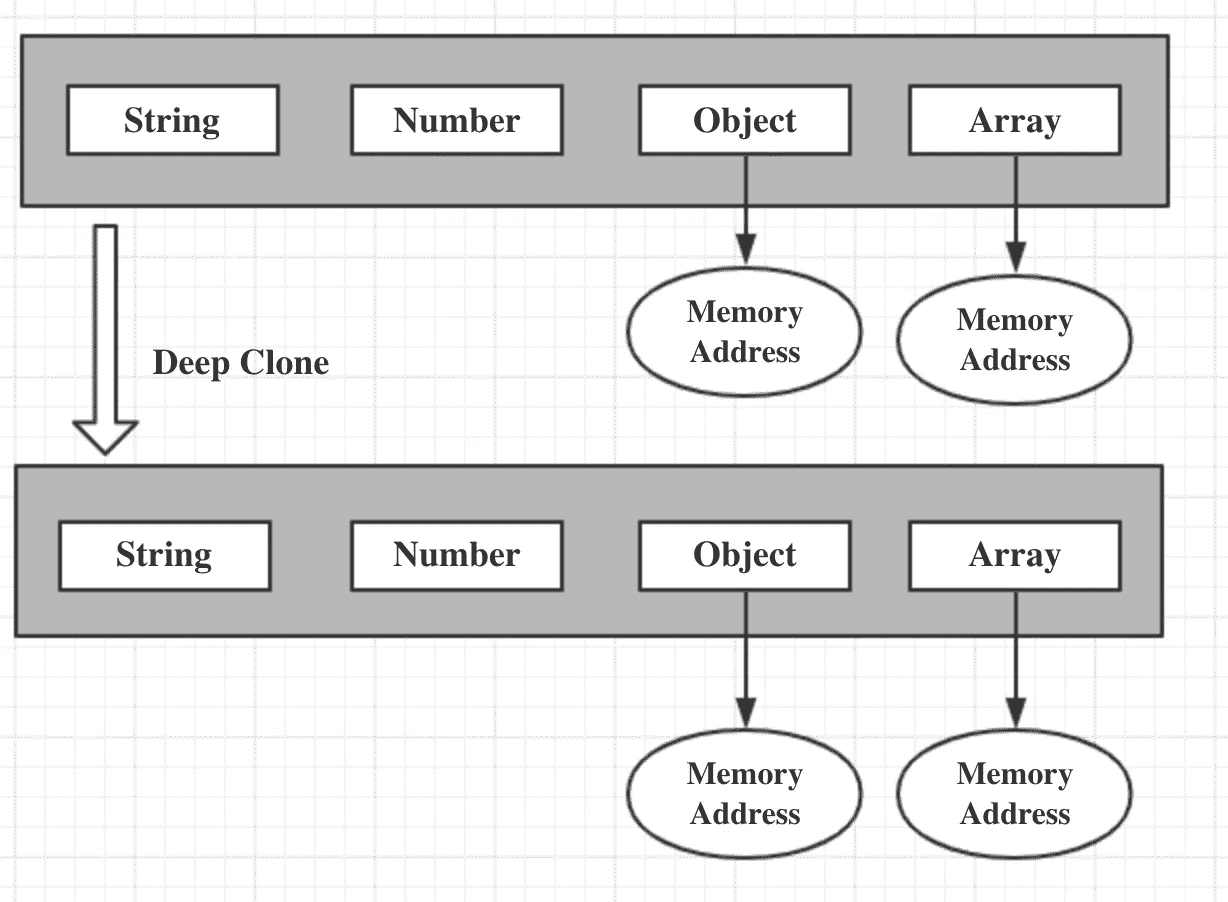 String Number Object Array
Memory
Address
Memory
Address
Deep Clone
String Number Object Array
Memory
Address
Memory
Address